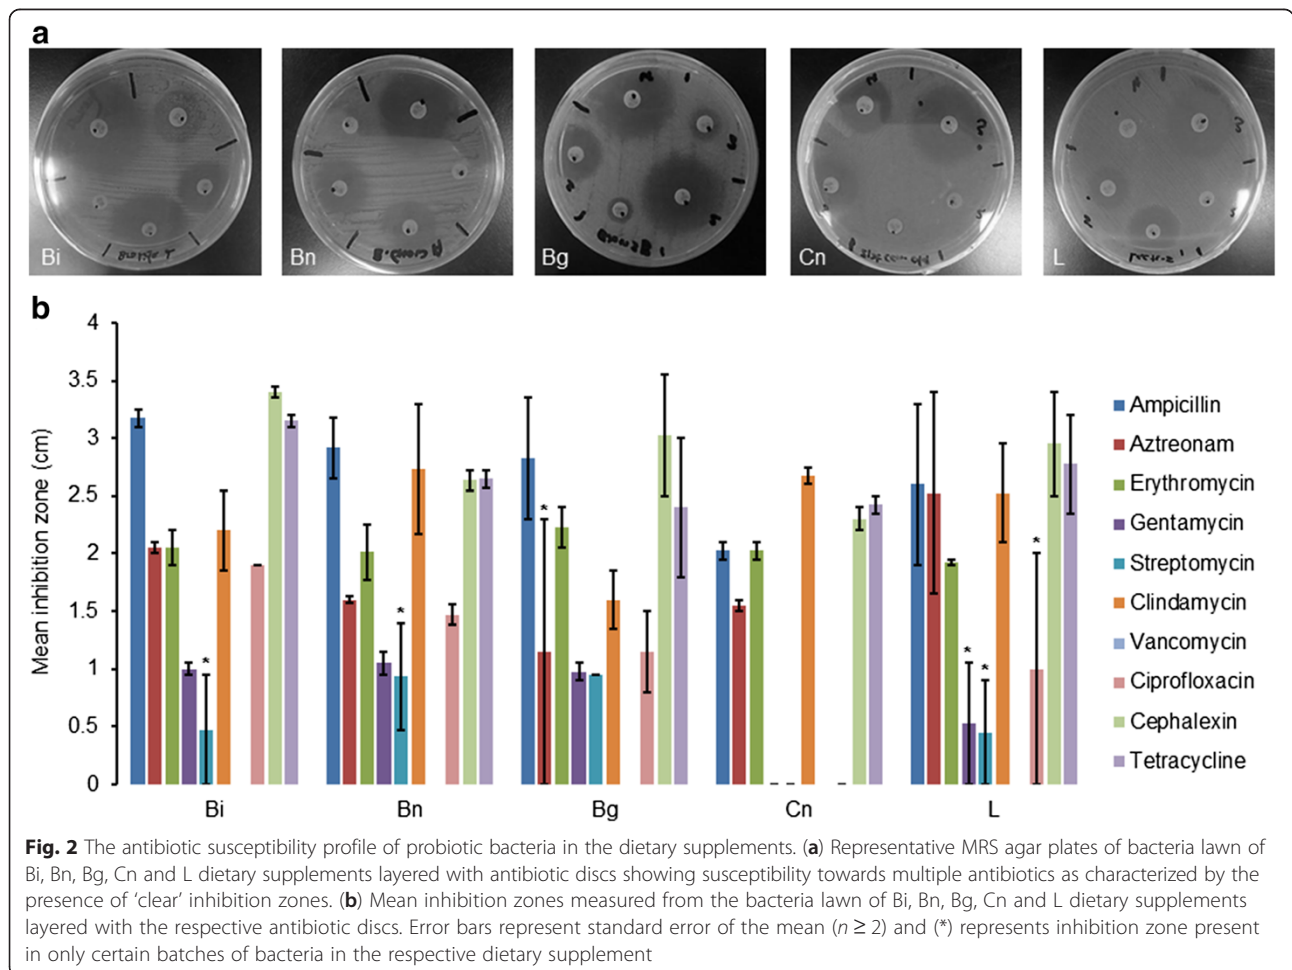 a
Bi
Bn
Bg
Cn
L
b
Mean inhibition zone (cm)
4
3.5
3
2.5
2
1.5
1
0.5
0
*
*
*
*
*
*
Bi
Bn
Bg
Cn
L
Ampicillin
Aztreonam
Erythromycin
Gentamycin
Streptomycin
Clindamycin
Vancomycin
Ciprofloxacin
Cephalexin
Tetracycline
Fig. 2 The antibiotic susceptibility profile of probiotic bacteria in the dietary supplements. (a) Representative MRS agar plates of bacteria lawn of
Bi, Bn, Bg, Cn and L dietary supplements layered with antibiotic discs showing susceptibility towards multiple antibiotics as characterized by the
presence of ‘clear’ inhibition zones. (b) Mean inhibition zones measured from the bacteria lawn of Bi, Bn, Bg, Cn and L dietary supplements
layered with the respective antibiotic discs. Error bars represent standard error of the mean (n ≥ 2) and (*) represents inhibition zone present
in only certain batches of bacteria in the respective dietary supplement